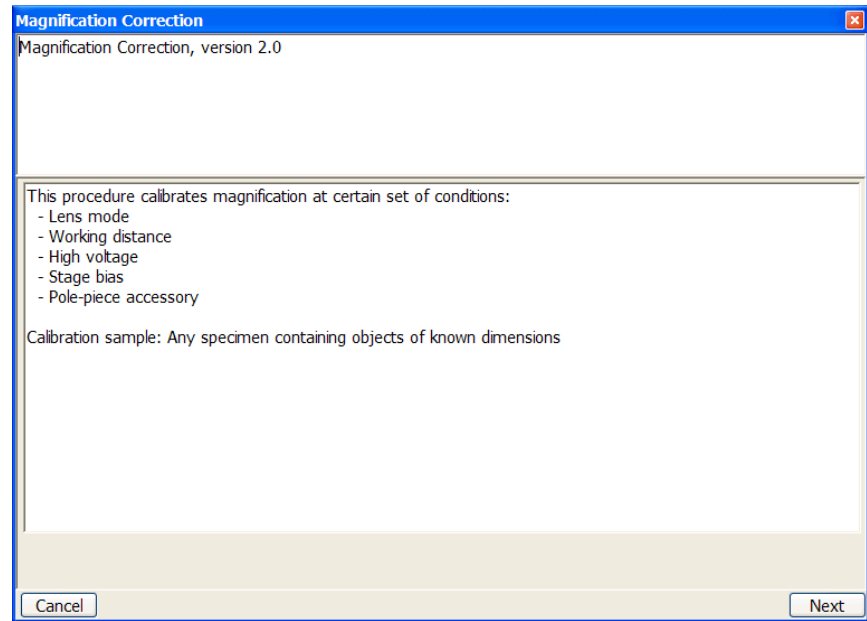 Magnification Correction
Magnification Correction, version 2.0
This procedure calibrates magnification at certain set of conditions:
- Lens mode
- Working distance
- High voltage
- Stage bias
- Pole-piece accessory
Calibration sample: Any specimen containing objects of known dimensions
Cancel
Next